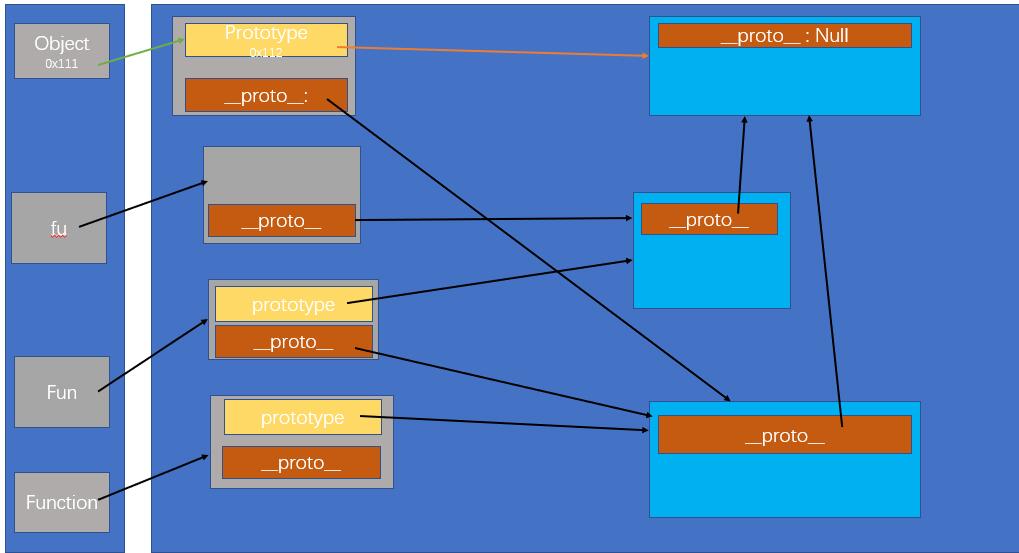 Object
0x111
Prototype
0x112
__proto__:
__proto__ : Null
fu
__proto__
__proto__
prototype
__proto__
Fun
prototype
__proto__
__proto__
Function